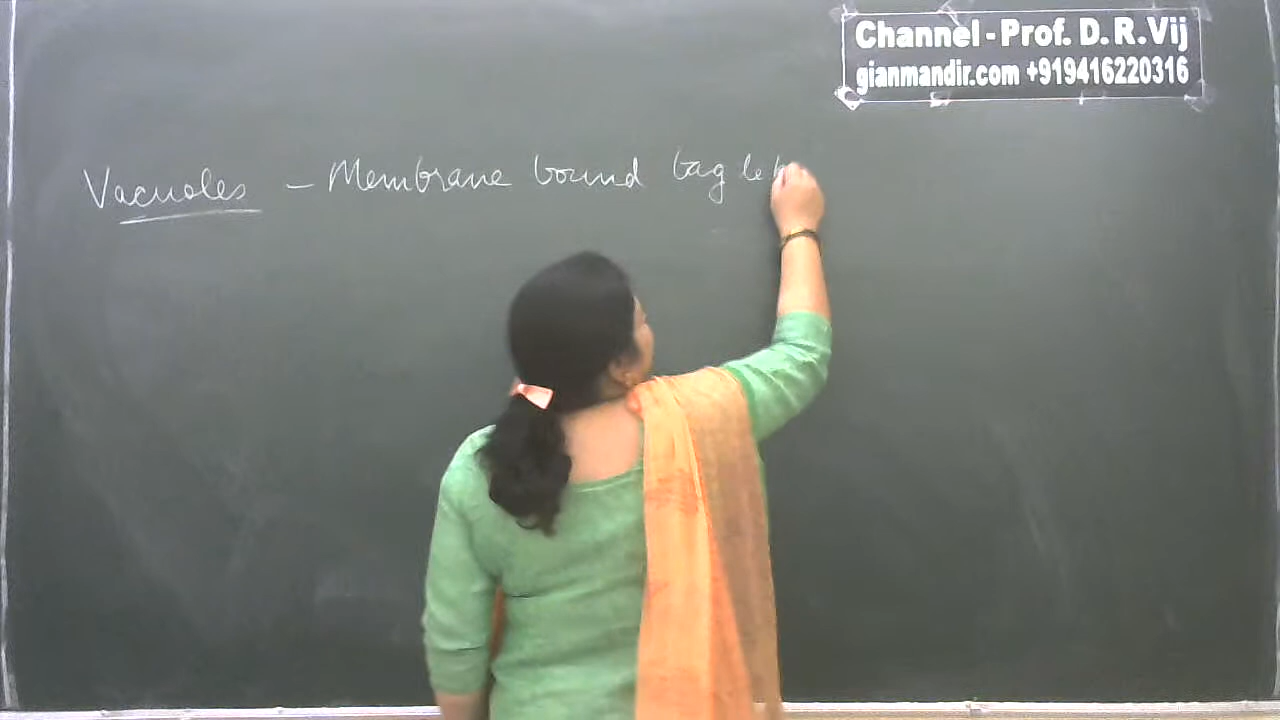 Channel - Prof. D. R. Vij
gianmandir.com +919416220316
Vacuoles - Membrane bound bag